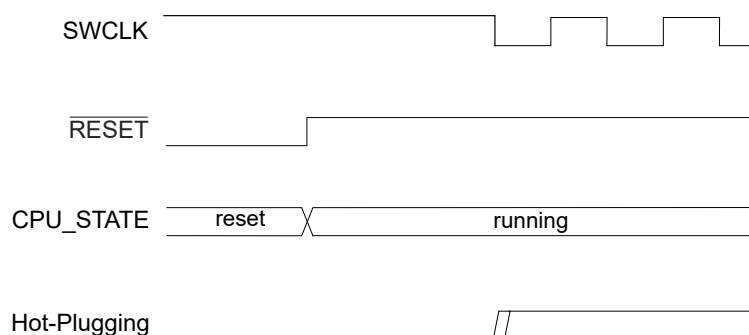 SWCLK
RESET
CPU_STATE reset running
Hot-Plugging